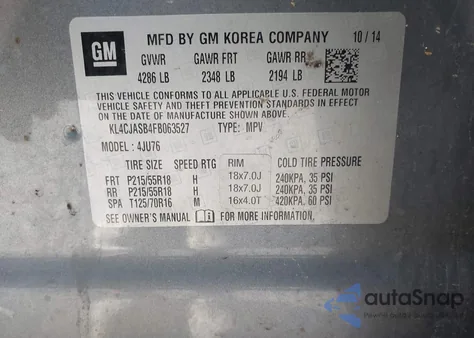 GM
MFD BY GM KOREA COMPANY 10/14
GVWR GAWR FRT GAWR RR
4286 LB 2348 LB 2194 LB
THIS VEHICLE CONFORMS TO ALL APPLICABLE U.S. FEDERAL MOTOR
VEHICLE SAFETY AND THEFT PREVENTION STANDARDS IN EFFECT
ON THE DATE OF MANUFACTURE SHOWN ABOVE.
KL4CJASB4FB063527 TYPE: MPV
MODEL: 4JU76
TIRE SIZE SPEED RTG RIM COLD TIRE PRESSURE
FRT P215/55R18 H 18x7.0J 240KPA, 35 PSI
RR P215/55R18 H 18x7.0J 240KPA, 35 PSI
SPA T125/70R16 M 16x4.0T 420KPA, 60 PSI
SEE OWNER'S MANUAL FOR MORE INFORMATION.
autoSnap